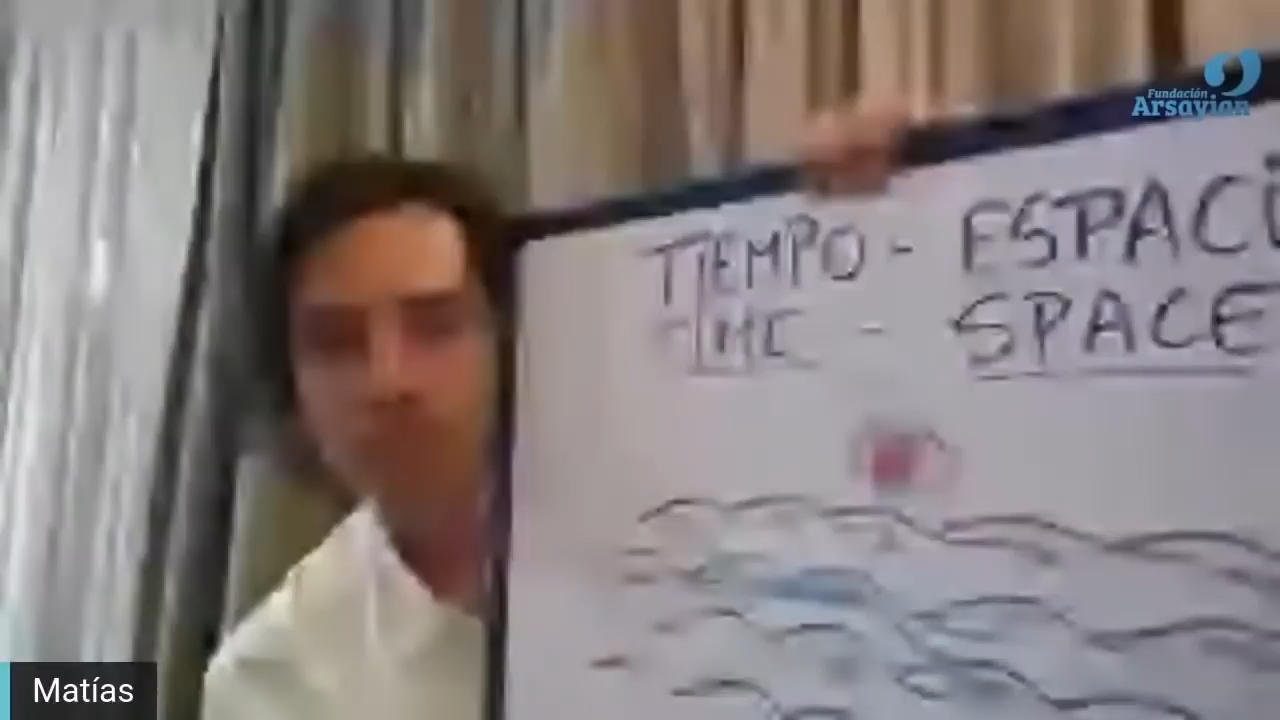 Fundación
Arsayian
TIEMPO - ESPACI
TIME - SPACE
Matías